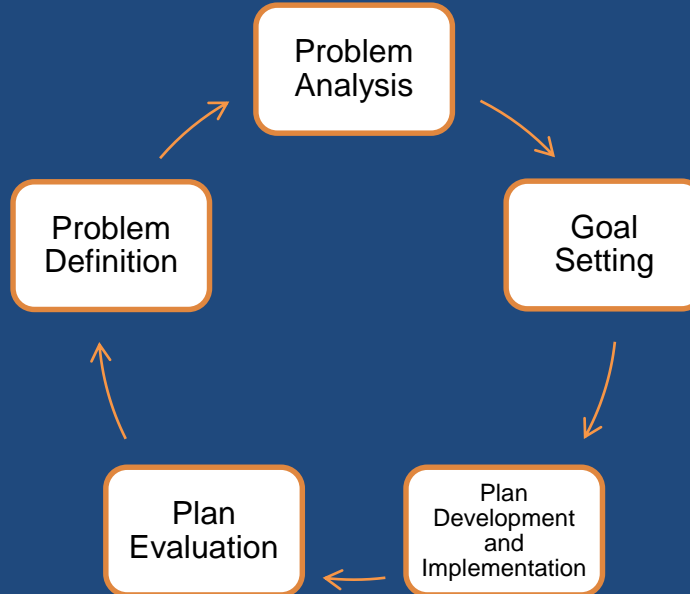 Problem
Analysis
Problem
Definition
Goal
Setting
Plan
Evaluation
Plan
Development
and
Implementation